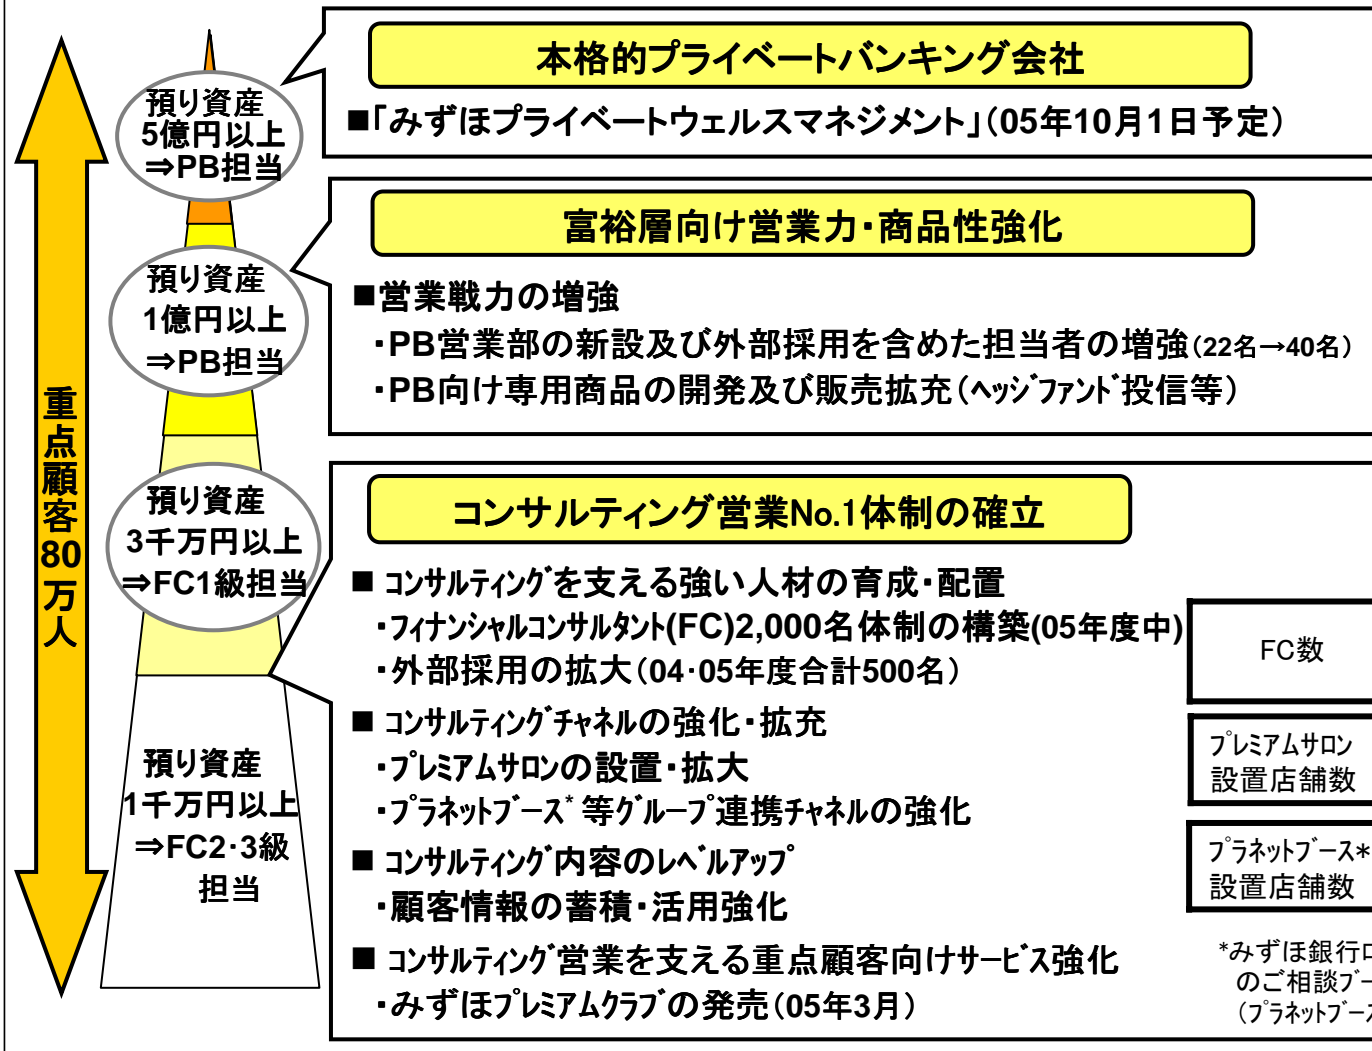 重点顧客80万人
預り資産
5億円以上
⇒PB担当
本格的プライベートバンキング会社
■「みずほプライベートウェルスマネジメント」（05年10月1日予定）
預り資産
1億円以上
⇒PB担当
富裕層向け営業力・商品性強化
■営業戦力の増強
・PB営業部の新設及び外部採用を含めた担当者の増強（22名→40名）
・PB向け専用商品の開発及び販売拡充（ﾍｯｼﾞﾌｧﾝﾄﾞ投信等）
預り資産
3千万円以上
⇒FC1級担当
預り資産
1千万円以上
⇒FC2･3級
担当
コンサルティング営業No.1体制の確立
■ ｺﾝｻﾙﾃｨﾝｸﾞを支える強い人材の育成・配置
・ﾌｨﾅﾝｼｬﾙｺﾝｻﾙﾀﾝﾄ(FC)2,000名体制の構築(05年度中)
・外部採用の拡大（04･05年度合計500名）
■ ｺﾝｻﾙﾃｨﾝｸﾞﾁｬﾈﾙの強化・拡充
・ﾌﾟﾚﾐｱﾑｻﾛﾝの設置・拡大
・ﾌﾟﾗﾈｯﾄﾌﾞｰｽ*等ｸﾞﾙｰﾌﾟ連携ﾁｬﾈﾙの強化
■ ｺﾝｻﾙﾃｨﾝｸﾞ内容のﾚﾍﾞﾙｱｯﾌﾟ
・顧客情報の蓄積・活用強化
■ ｺﾝｻﾙﾃｨﾝｸﾞ営業を支える重点顧客向けｻｰﾋﾞｽ強化
・みずほﾌﾟﾚﾐｱﾑｸﾗﾌﾞの発売（05年3月）
FC数
ﾌﾟﾚﾐｱﾑｻﾛﾝ
設置店舗数
ﾌﾟﾗﾈｯﾄﾌﾞｰｽ*
設置店舗数
*みずほ銀行ロ
のご相談ﾌﾞｰ
（ﾌﾟﾗﾈｯﾄﾌﾞｰｽ